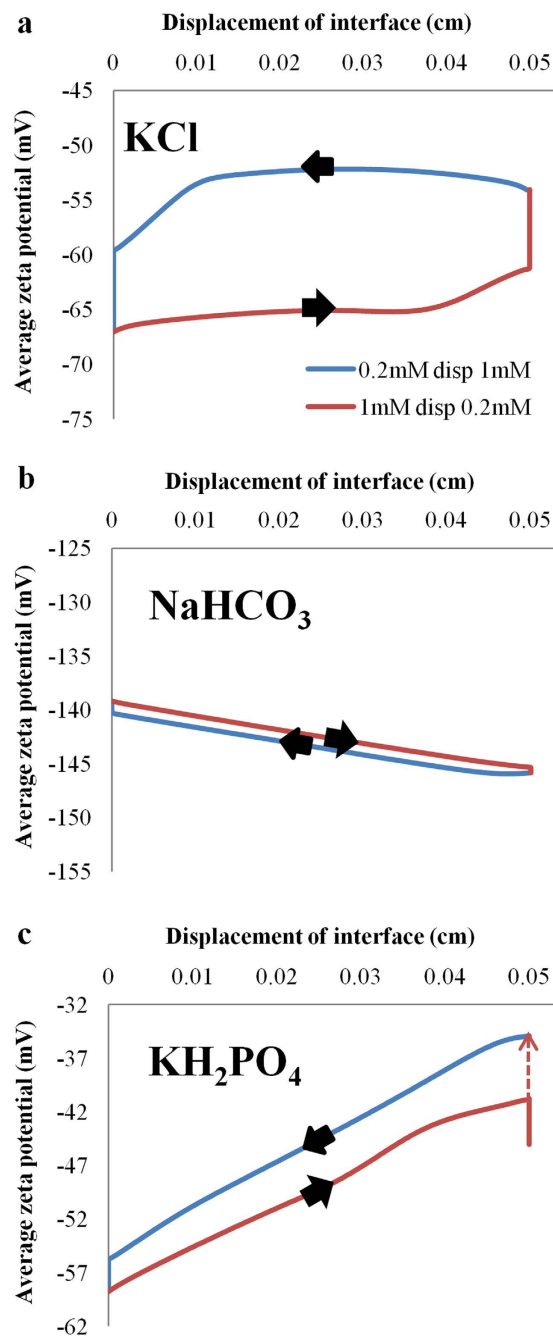 a
Displacement of interface (cm)
0 0.01 0.02 0.03 0.04 0.05
Average zeta potential (mV)
-45
-50
-55
-60
-65
-70
-75
KCl
0.2mM disp 1mM
1mM disp 0.2mM
b
Displacement of interface (cm)
0 0.01 0.02 0.03 0.04 0.05
Average zeta potential (mV)
-125
-130
-135
-140
-145
-150
-155
NaHCO₃
c
Displacement of interface (cm)
0 0.01 0.02 0.03 0.04 0.05
Average zeta potential (mV)
-32
-37
-42
-47
-52
-57
-62
KH₂PO₄